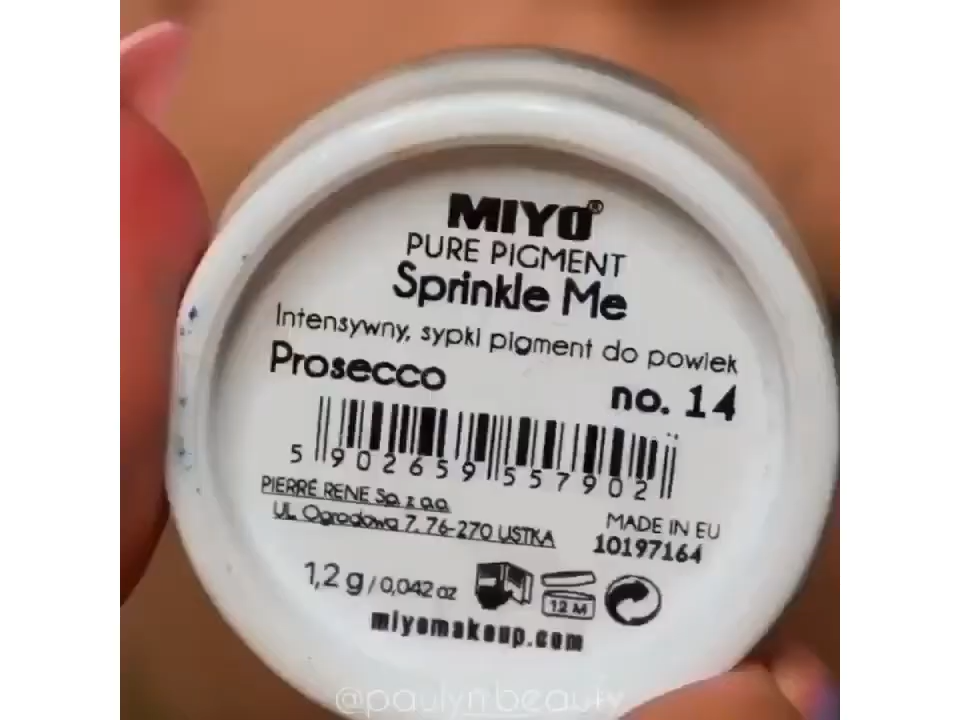 MIYO®
PURE PIGMENT
Sprinkle Me
Intensywny, sypki pigment do powiek
Prosecco no. 14
5 902659 557902
PIERRE RENE Sp. z o.o.
UL. Ogrodowa 7, 76-270 USTKA
MADE IN EU
10197164
1,2 g / 0,042 oz
12 M
miyomakeup.com
@paulyn.beauty